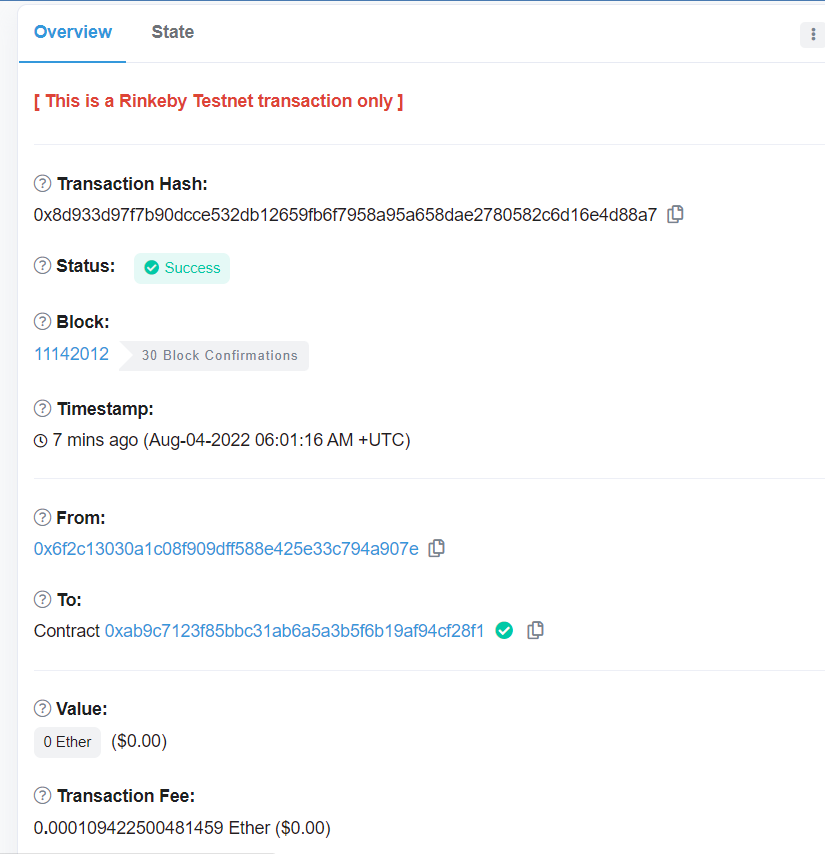 Overview State
[ This is a Rinkeby Testnet transaction only ]
Transaction Hash:
0x8d933d97f7b90dcce532db12659fb6f7958a95a658dae2780582c6d16e4d88a7
Status: Success
Block:
11142012 30 Block Confirmations
Timestamp:
7 mins ago (Aug-04-2022 06:01:16 AM +UTC)
From:
0x6f2c13030a1c08f909dff588e425e33c794a907e
To:
Contract 0xab9c7123f85bbc31ab6a5a3b5f6b19af94cf28f1
Value:
0 Ether ($0.00)
Transaction Fee:
0.000109422500481459 Ether ($0.00)